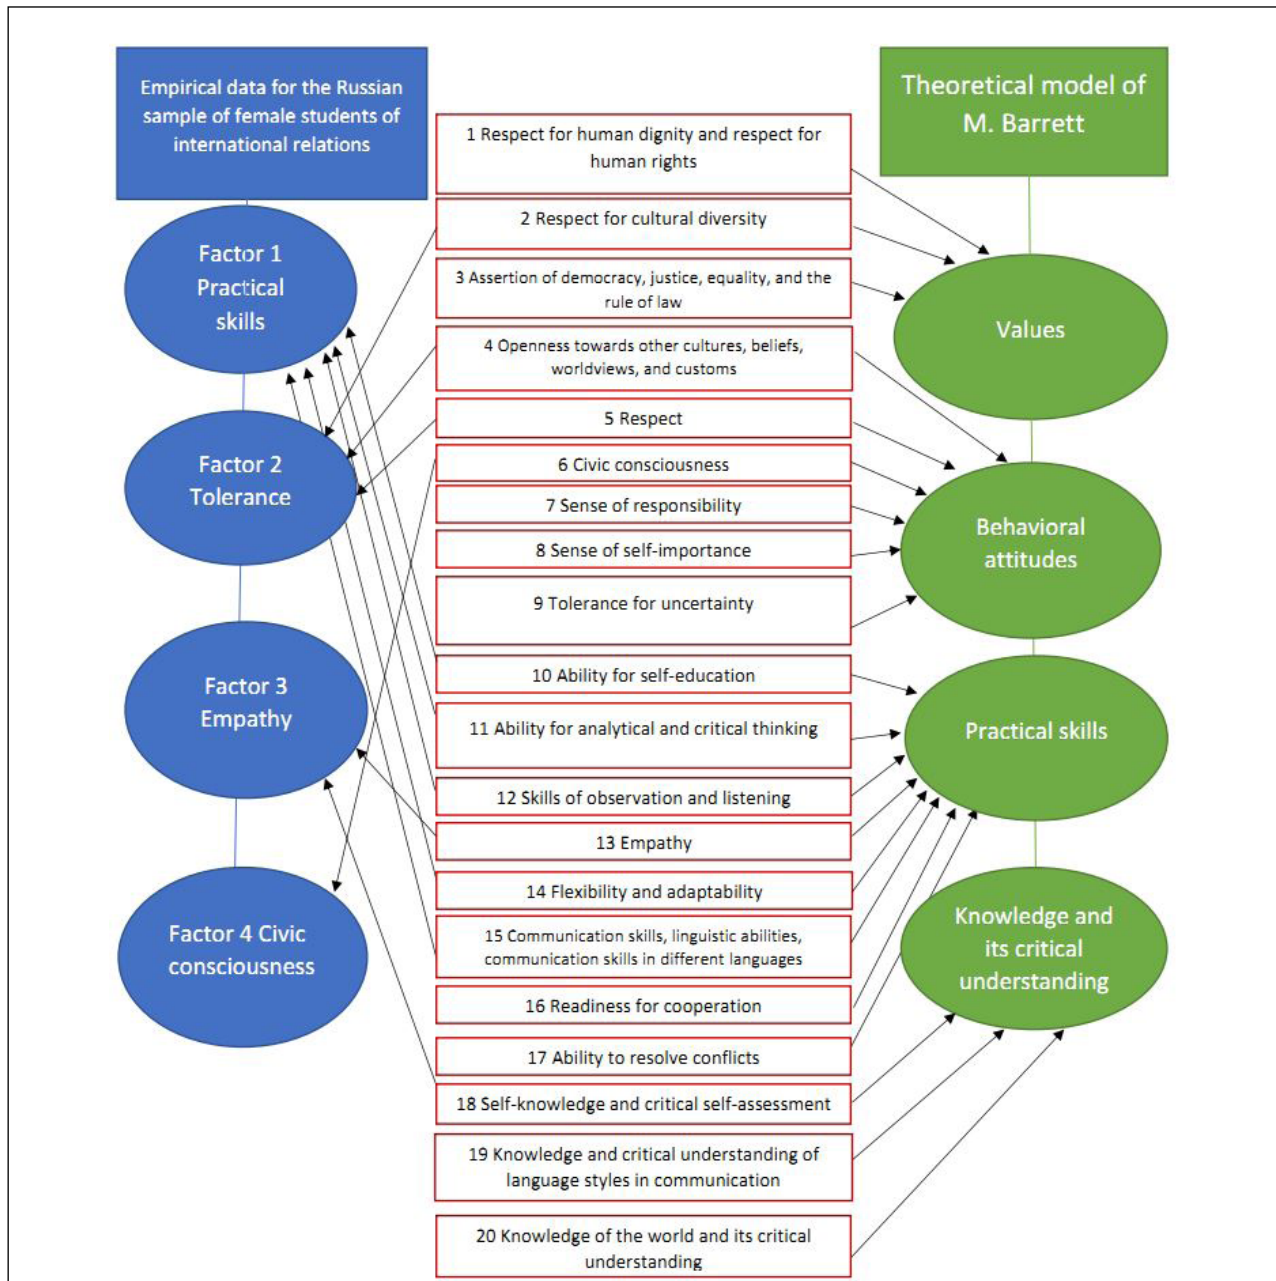 Empirical data for the Russian
sample of female students of
international relations
Factor 1
Practical
skills
Factor 2
Tolerance
Factor 3
Empathy
Factor 4 Civic
consciousness
1 Respect for human dignity and respect for
human rights
2 Respect for cultural diversity
3 Assertion of democracy, justice, equality, and the
rule of law
4 Openness towards other cultures, beliefs,
worldviews, and customs
5 Respect
6 Civic consciousness
7 Sense of responsibility
8 Sense of self-importance
9 Tolerance for uncertainty
10 Ability for self-education
11 Ability for analytical and critical thinking
12 Skills of observation and listening
13 Empathy
14 Flexibility and adaptability
15 Communication skills, linguistic abilities,
communication skills in different languages
16 Readiness for cooperation
17 Ability to resolve conflicts
18 Self-knowledge and critical self-assessment
19 Knowledge and critical understanding of
language styles in communication
20 Knowledge of the world and its critical
understanding
Theoretical model of
M. Barrett
Values
Behavioral
attitudes
Practical skills
Knowledge and
its critical
understanding